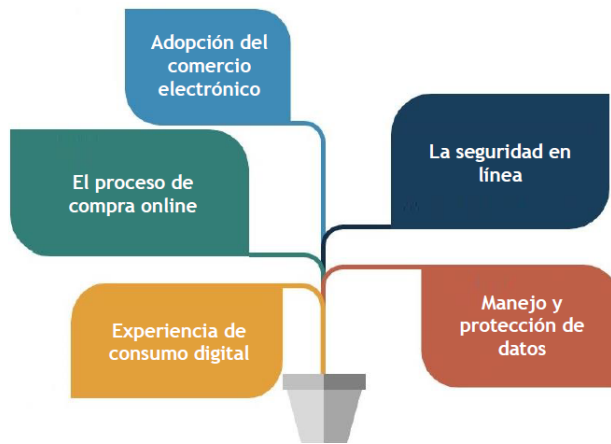 Adopción del
comercio
electrónico
La seguridad en
línea
El proceso de
compra online
Experiencia de
consumo digital
Manejo y
protección de
datos